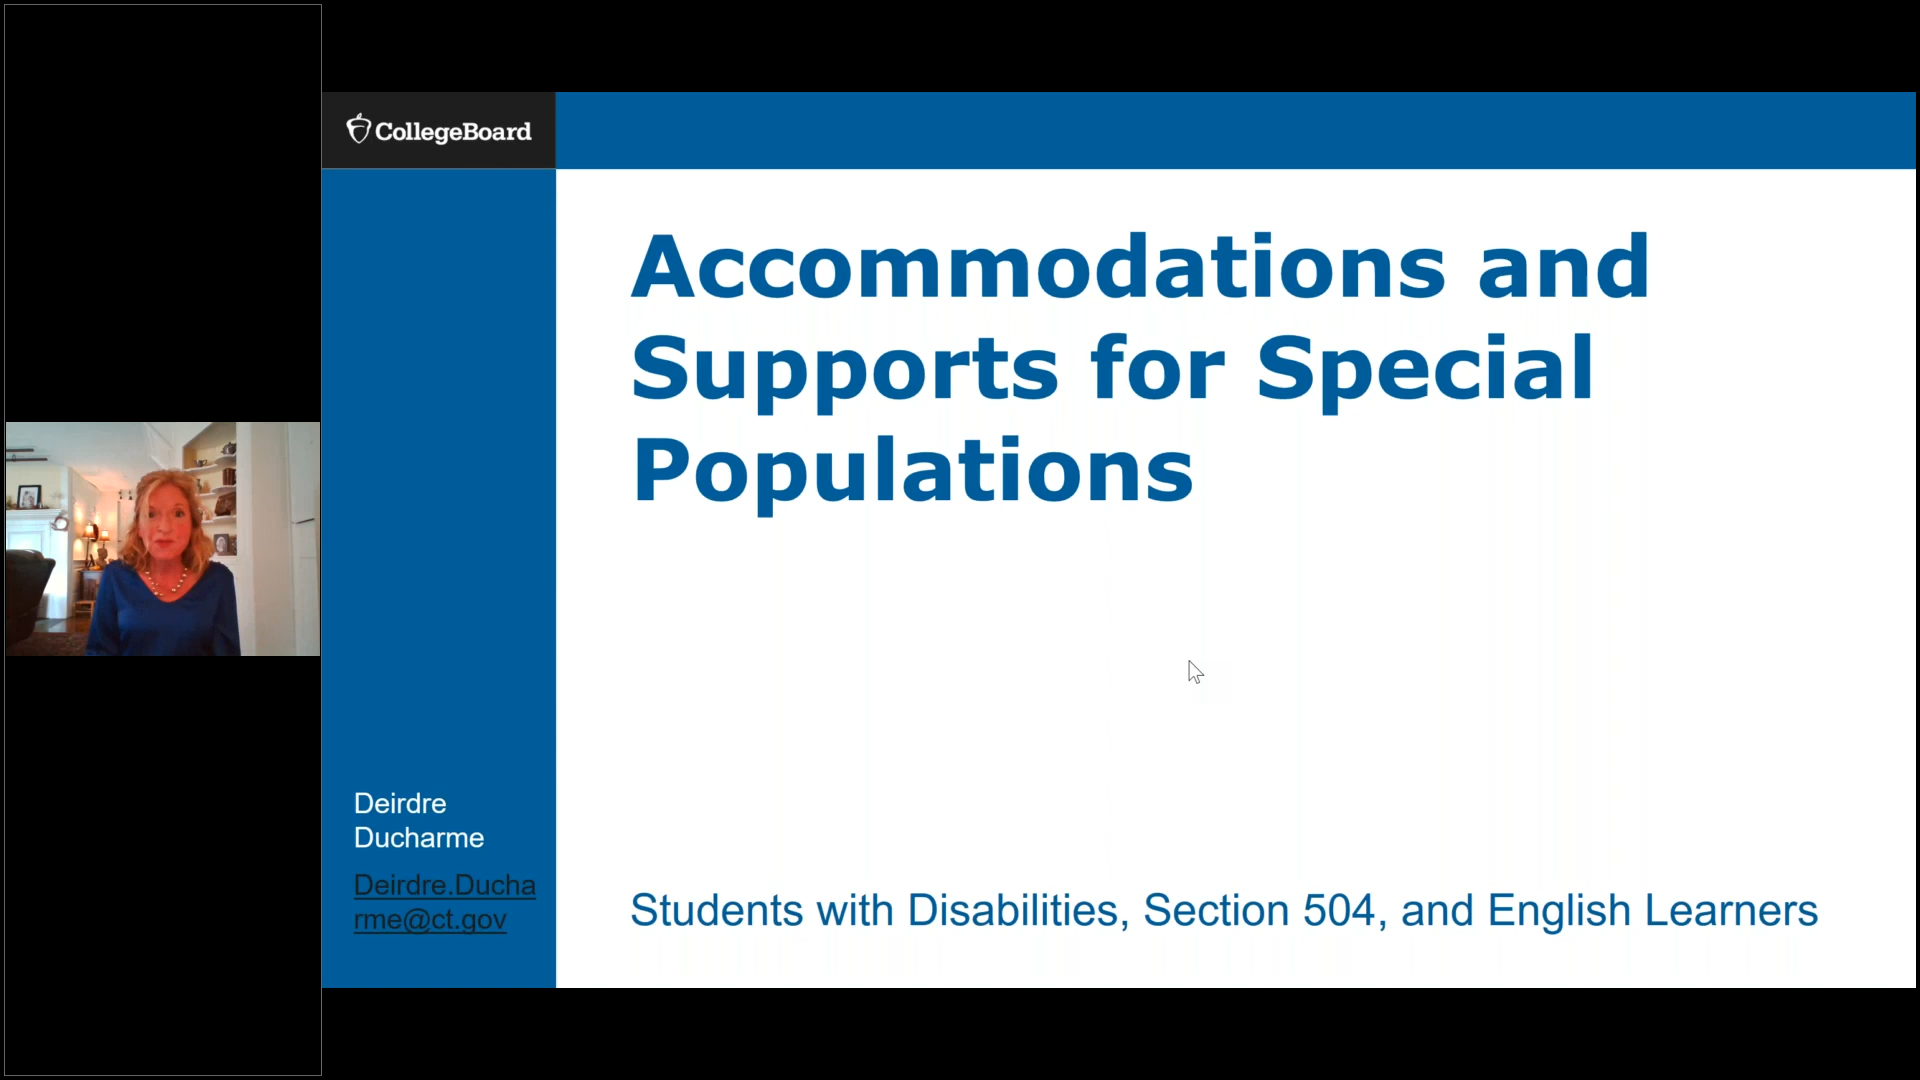 CollegeBoard
Accommodations and
Supports for Special
Populations
Deirdre
Ducharme
Deirdre.Ducha
rme@ct.gov
Students with Disabilities, Section 504, and English Learners